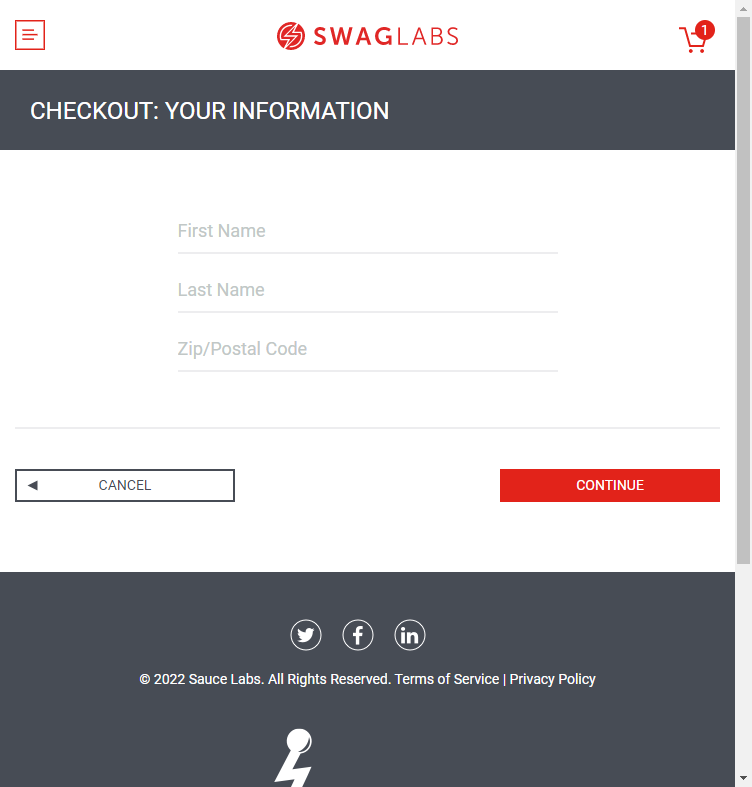 SWAGLABS
1
CHECKOUT: YOUR INFORMATION
First Name
Last Name
Zip/Postal Code
CANCEL
CONTINUE
© 2022 Sauce Labs. All Rights Reserved. Terms of Service | Privacy Policy